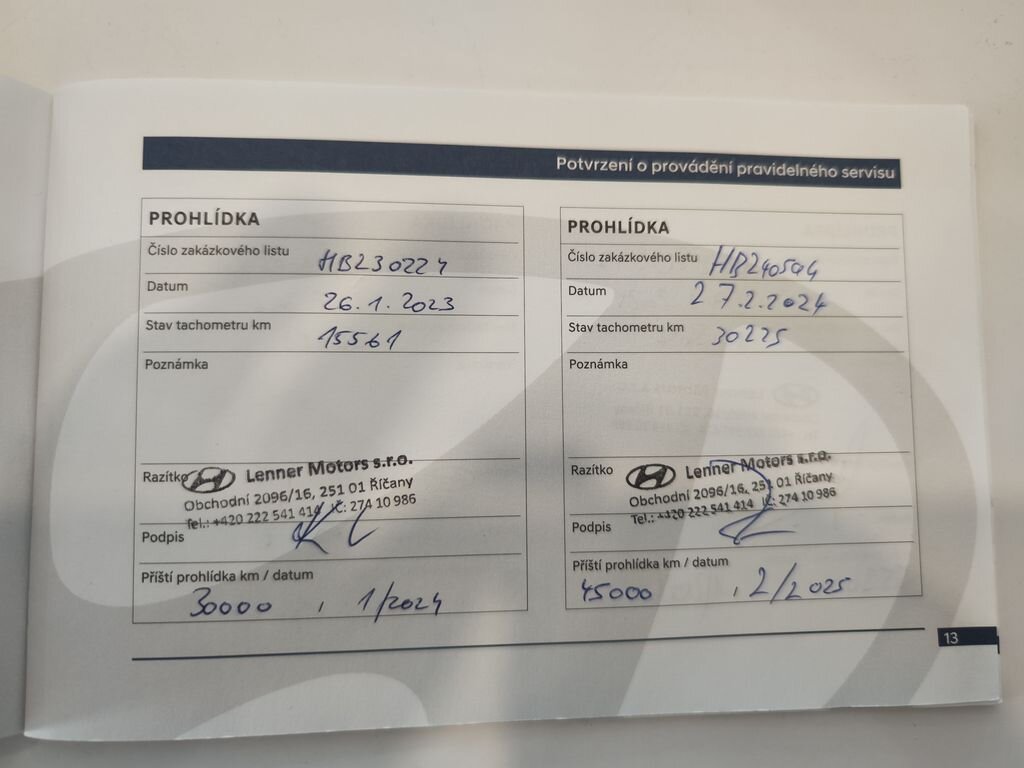 Potvrzení o provádění pravidelného servisu
PROHLÍDKA
Číslo zakázkového listu HB230224
Datum 26.1.2023
Stav tachometru km 15561
Poznámka
Razítko Lenner Motors s.r.o.
Obchodní 2096/16, 251 01 Říčany
Tel.: +420 222 541 414 IČ: 274 10 986
Podpis
Příští prohlídka km / datum
30000 , 1/2024
PROHLÍDKA
Číslo zakázkového listu HB240594
Datum 27.2.2024
Stav tachometru km 30225
Poznámka
Razítko Lenner Motors s.r.o.
Obchodní 2096/16, 251 01 Říčany
Tel.: +420 222 541 414 IČ: 274 10 986
Podpis
Příští prohlídka km / datum
45000 , 2/2025
13